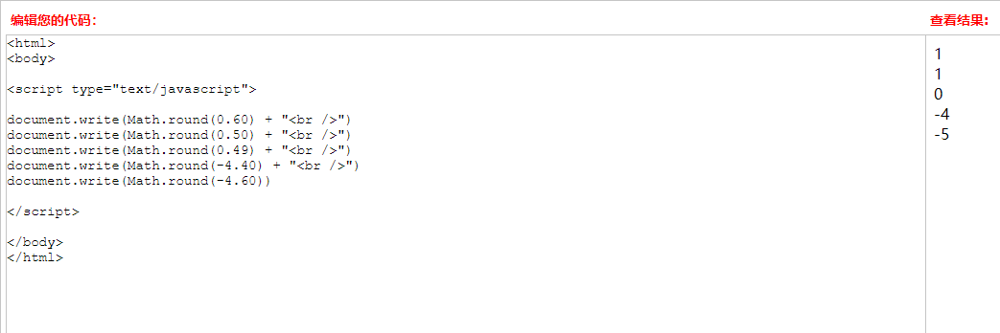 编辑您的代码：
查看结果:
<html>
<body>
<script type="text/javascript">
document.write(Math.round(0.60) + "<br />")
document.write(Math.round(0.50) + "<br />")
document.write(Math.round(0.49) + "<br />")
document.write(Math.round(-4.40) + "<br />")
document.write(Math.round(-4.60))
</script>
</body>
</html>
1
1
0
-4
-5